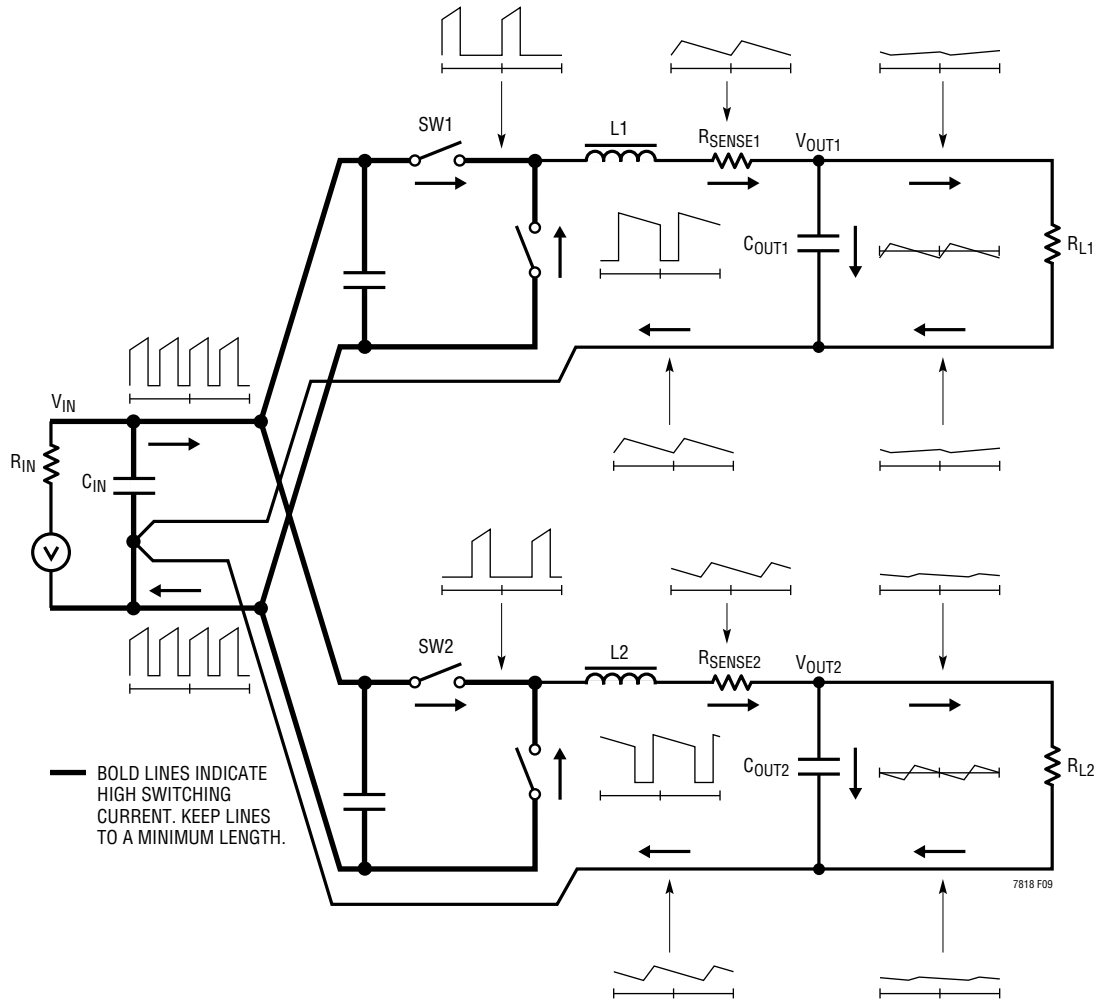 SW1
L1
RSENSE1
VOUT1
COUT1
RL1
VIN
RIN
CIN
V
SW2
L2
RSENSE2
VOUT2
COUT2
RL2
BOLD LINES INDICATE
HIGH SWITCHING
CURRENT. KEEP LINES
TO A MINIMUM LENGTH.
7818 F09